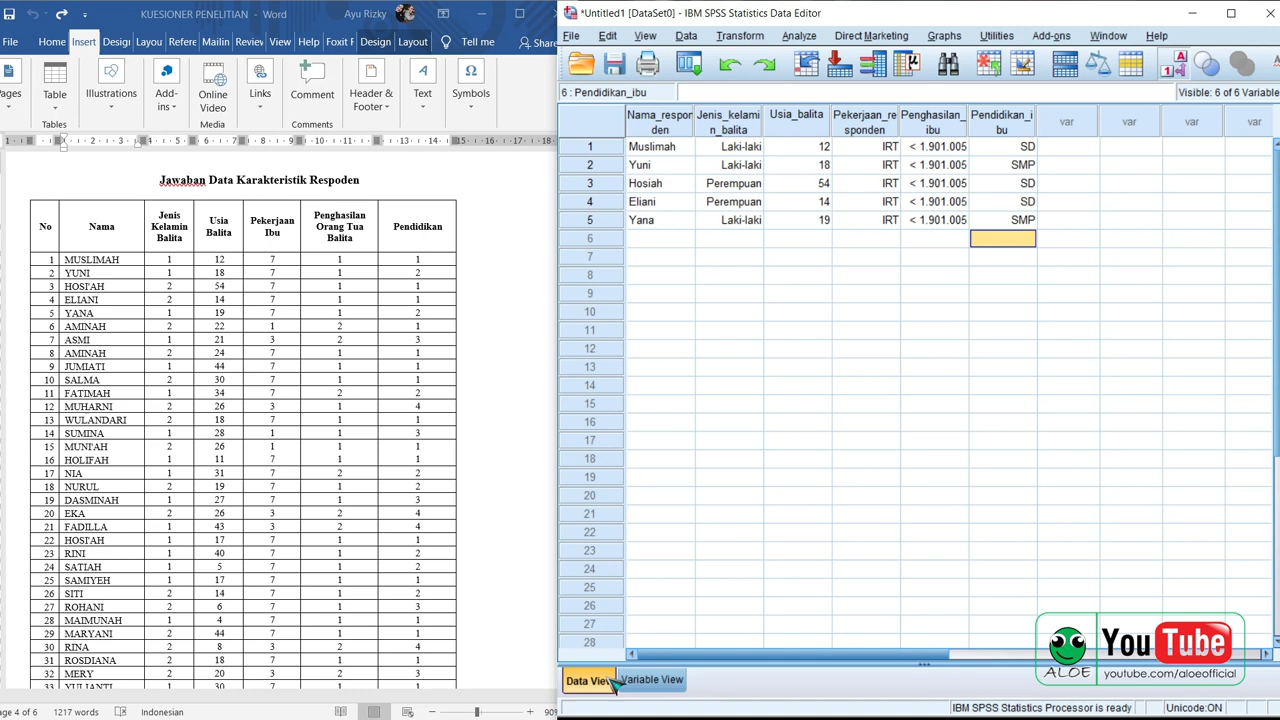 KUESIONER PENELITIAN - Word Ayu Rizky
File Home Insert Design Layou Refere Mailin Review View Help Foxit F Design Layout Tell me Share
Pages Table Illustrations Add-ins Online Video Links Comment Header & Footer Text Symbols
Tables Media Comments
Jawaban Data Karakteristik Respoden
No Nama Jenis Kelamin Balita Usia Balita Pekerjaan Ibu Penghasilan Orang Tua Balita Pendidikan
1 MUSLIMAH 1 12 7 1 1
2 YUNI 1 18 7 1 2
3 HOSI'AH 2 54 7 1 1
4 ELIANI 2 14 7 1 1
5 YANA 1 19 7 1 2
6 AMINAH 2 22 1 2 1
7 ASMI 1 21 3 2 3
8 AMINAH 2 24 7 1 1
9 JUMIATI 1 44 7 1 1
10 SALMA 2 30 7 1 1
11 FATIMAH 1 34 7 2 2
12 MUHARNI 2 26 3 1 4
13 WULANDARI 2 18 7 1 1
14 SUMINA 1 28 1 1 3
15 MUNI'AH 2 26 1 1 1
16 HOLIFAH 1 11 7 1 1
17 NIA 1 31 7 2 2
18 NURUL 2 19 7 1 2
19 DASMINAH 1 27 7 1 3
20 EKA 2 26 3 2 4
21 FADILLA 1 43 3 2 4
22 HOSI'AH 1 17 7 1 1
23 RINI 1 40 7 1 2
24 SATIAH 1 5 7 1 2
25 SAMIYEH 1 17 7 1 1
26 SITI 2 14 7 1 2
27 ROHANI 2 6 7 1 3
28 MAIMUNAH 1 4 7 1 1
29 MARYANI 2 44 7 1 1
30 RINA 2 8 3 2 4
31 ROSDIANA 2 18 7 1 2
32 MERY 2 20 3 2 3
33 YULIANTI 2 7 1
Page 4 of 6 1217 words Indonesian 90%
*Untitled1 [DataSet0] - IBM SPSS Statistics Data Editor
File Edit View Data Transform Analyze Direct Marketing Graphs Utilities Add-ons Window Help
6 : Pendidikan_ibu Visible: 6 of 6 Variable
Nama_responden Jenis_kelamin_balita Usia_balita Pekerjaan_responden Penghasilan_ibu Pendidikan_ibu var var var var
1 Muslimah Laki-laki 12 IRT < 1.901.005 SD
2 Yuni Laki-laki 18 IRT < 1.901.005 SMP
3 Hosiah Perempuan 54 IRT < 1.901.005 SD
4 Eliani Perempuan 14 IRT < 1.901.005 SD
5 Yana Laki-laki 19 IRT < 1.901.005 SMP
6
7
8
9
10
11
12
13
14
15
16
17
18
19
20
21
22
23
24
25
26
27
28
Data View Variable View
IBM SPSS Statistics Processor is ready Unicode:ON
ALOE YouTube
youtube.com/aloeofficial